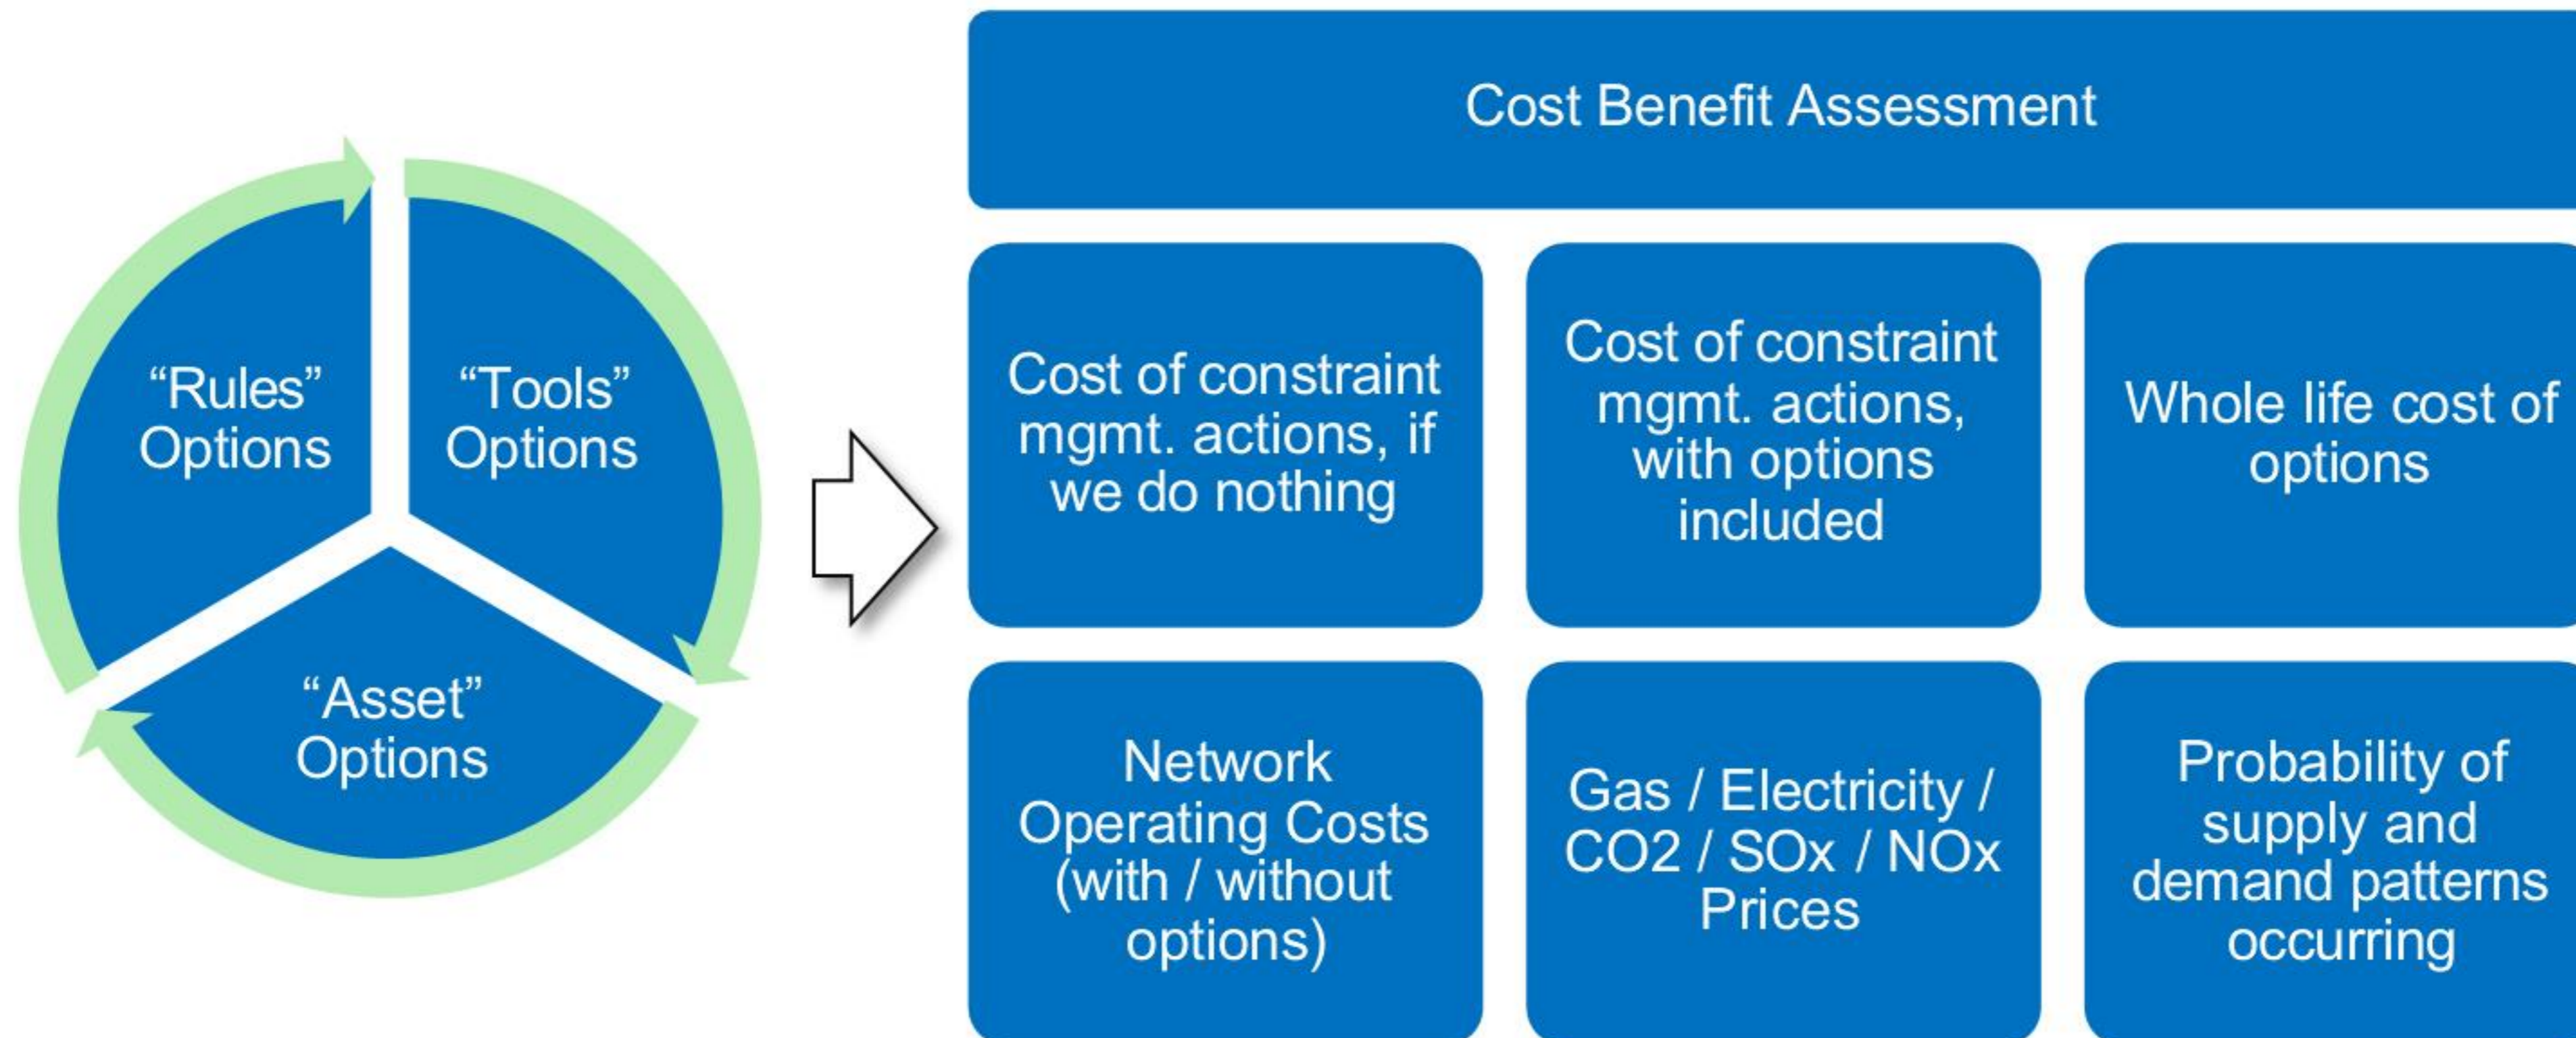 “Rules”
Options
“Tools”
Options
“Asset”
Options
Cost Benefit Assessment
Cost of constraint
mgmt. actions, if
we do nothing
Cost of constraint
mgmt. actions,
with options
included
Whole life cost of
options
Network
Operating Costs
(with / without
options)
Gas / Electricity /
CO2 / SOx / NOx
Prices
Probability of
supply and
demand patterns
occurring